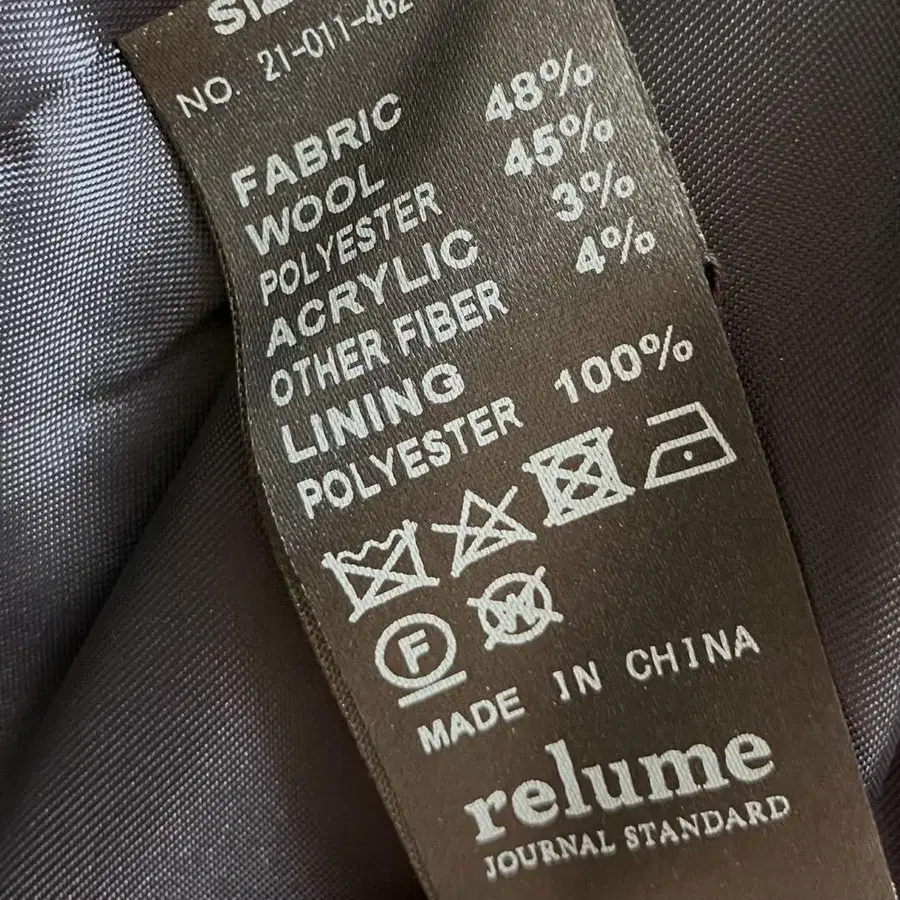 NO. 21-011-462
FABRIC
WOOL 48%
POLYESTER 45%
ACRYLIC 3%
OTHER FIBER 4%
LINING
POLYESTER 100%
F W
MADE IN CHINA
relume
JOURNAL STANDARD